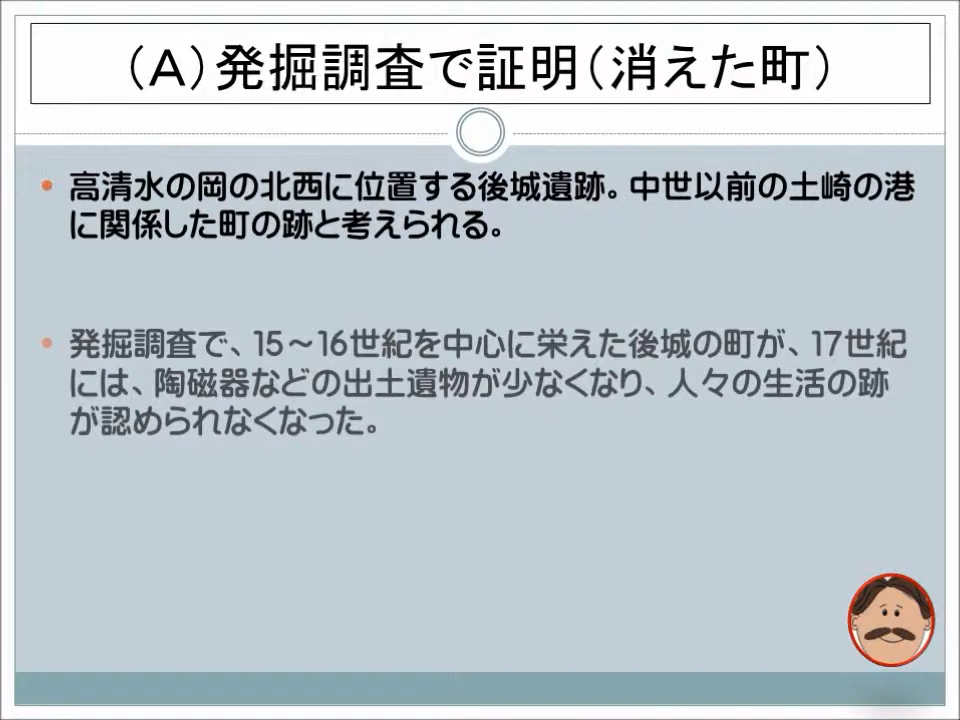 （A）発掘調査で証明（消えた町）
• 高清水の岡の北西に位置する後城遺跡。中世以前の土崎の港
に関係した町の跡と考えられる。
• 発掘調査で、15～16世紀を中心に栄えた後城の町が、17世紀
には、陶磁器などの出土遺物が少なくなり、人々の生活の跡
が認められなくなった。